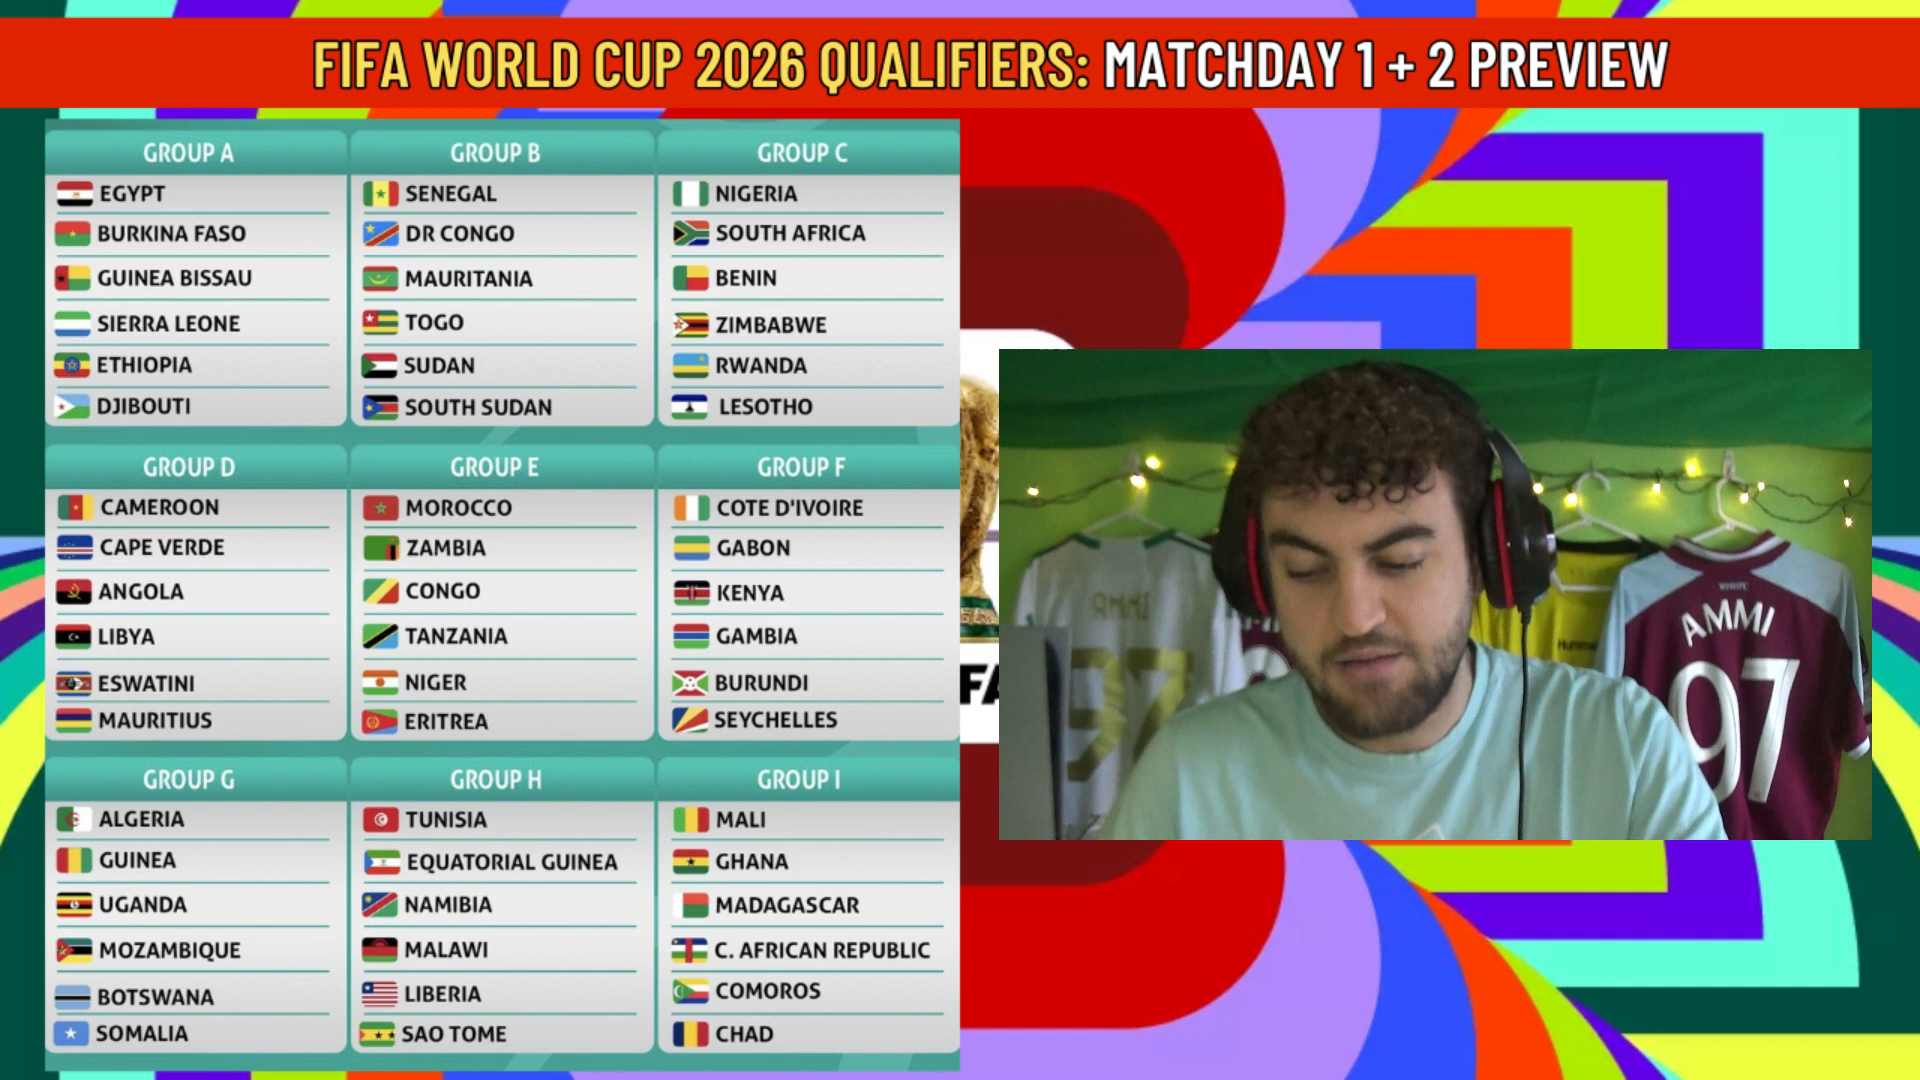 FIFA WORLD CUP 2026 QUALIFIERS: MATCHDAY 1 + 2 PREVIEW
GROUP A
EGYPT
BURKINA FASO
GUINEA BISSAU
SIERRA LEONE
ETHIOPIA
DJIBOUTI
GROUP B
SENEGAL
DR CONGO
MAURITANIA
TOGO
SUDAN
SOUTH SUDAN
GROUP C
NIGERIA
SOUTH AFRICA
BENIN
ZIMBABWE
RWANDA
LESOTHO
GROUP D
CAMEROON
CAPE VERDE
ANGOLA
LIBYA
ESWATINI
MAURITIUS
GROUP E
MOROCCO
ZAMBIA
CONGO
TANZANIA
NIGER
ERITREA
GROUP F
COTE D'IVOIRE
GABON
KENYA
GAMBIA
BURUNDI
SEYCHELLES
GROUP G
ALGERIA
GUINEA
UGANDA
MOZAMBIQUE
BOTSWANA
SOMALIA
GROUP H
TUNISIA
EQUATORIAL GUINEA
NAMIBIA
MALAWI
LIBERIA
SAO TOME
GROUP I
MALI
GHANA
MADAGASCAR
C. AFRICAN REPUBLIC
COMOROS
CHAD
AMMI
97
AMMI
97